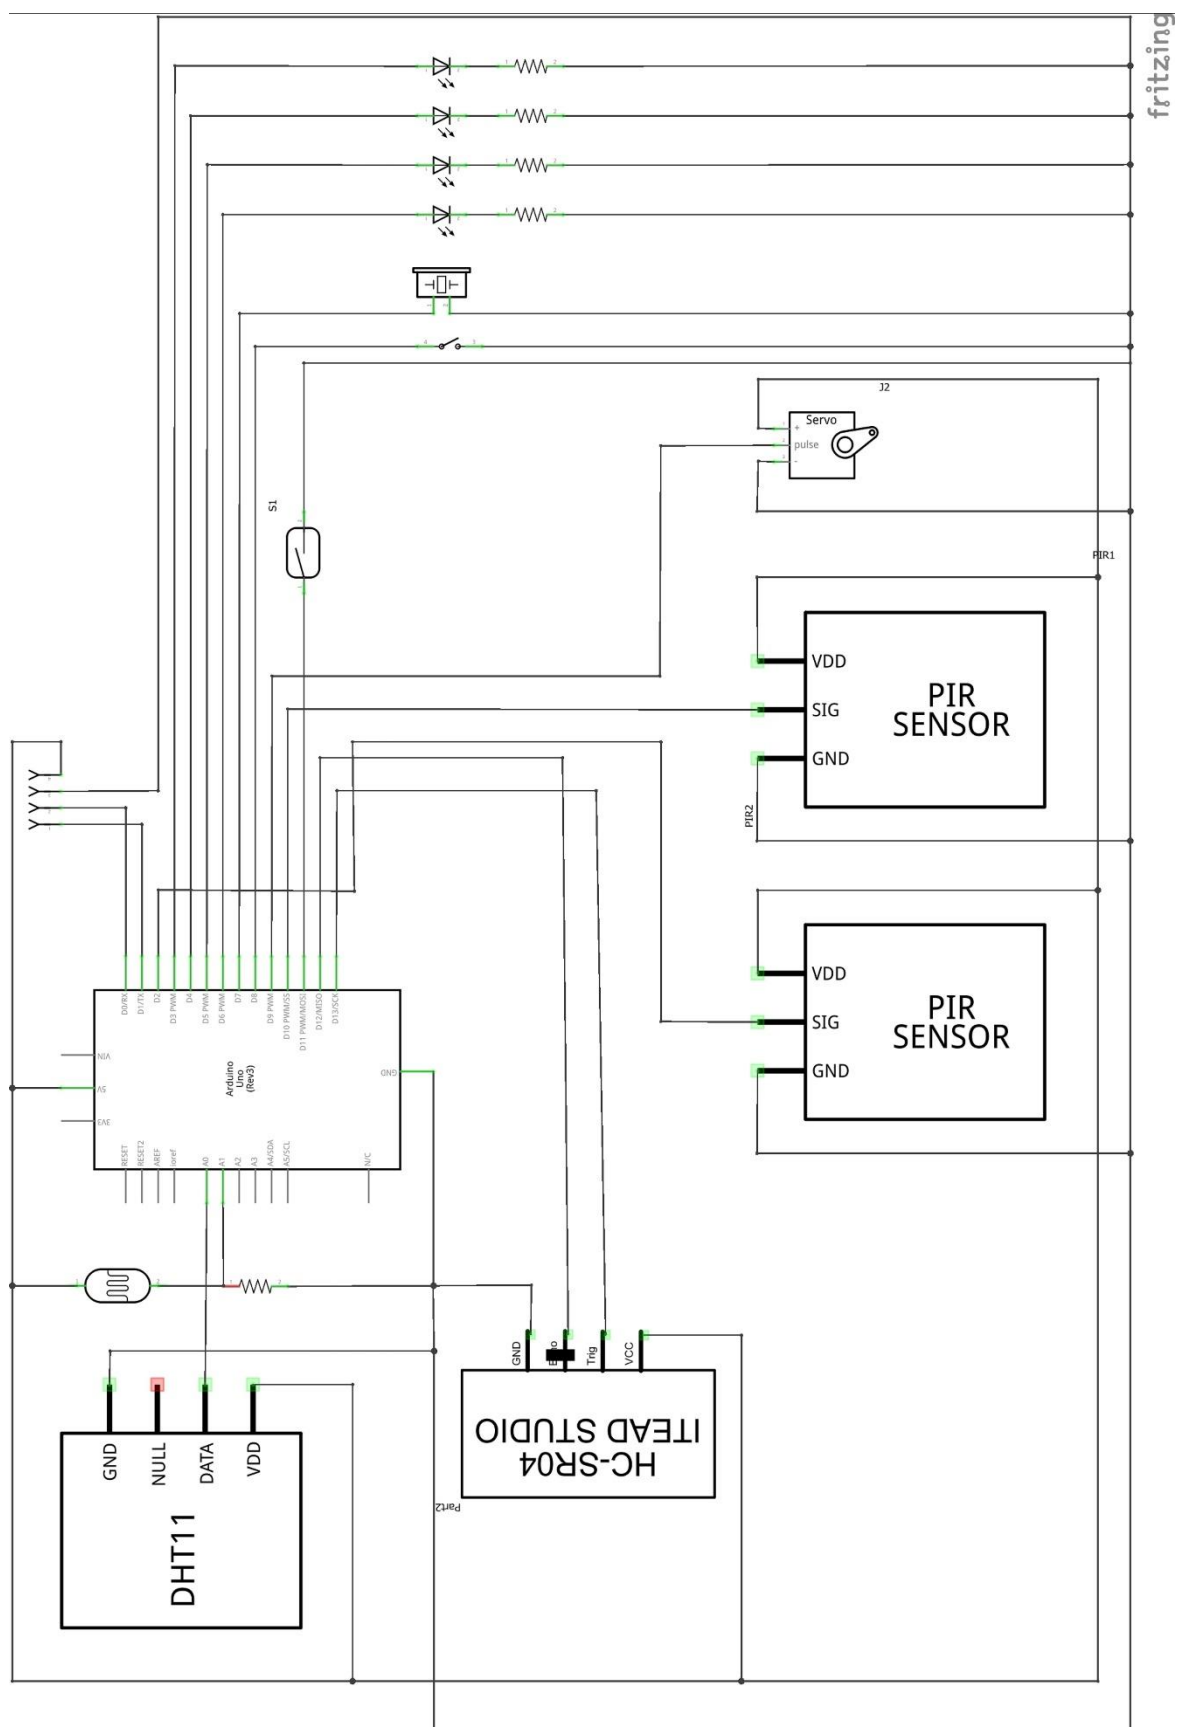 fritzing
J2
Servo
+
pulse
-
S1
PIR1
VDD
SIG
GND
PIR
SENSOR
PIR2
VDD
SIG
GND
PIR
SENSOR
D0/RX
D1/TX
D2
D3 PWM
D4
D5 PWM
D6 PWM
D7
D8
D9 PWM
D10 PWM/SS
D11 PWM/MOSI
D12/MISO
D13/SCK
VIN
5V
3V3
Arduino
Uno
(Rev3)
GND
RESET
RESET2
AREF
ioref
A0
A1
A2
A3
A4/SDA
A5/SCL
N/C
GND
Trig
VCC
HC-SR04
ITEAD STUDIO
Part2
GND
NULL
DATA
VDD
DHT11